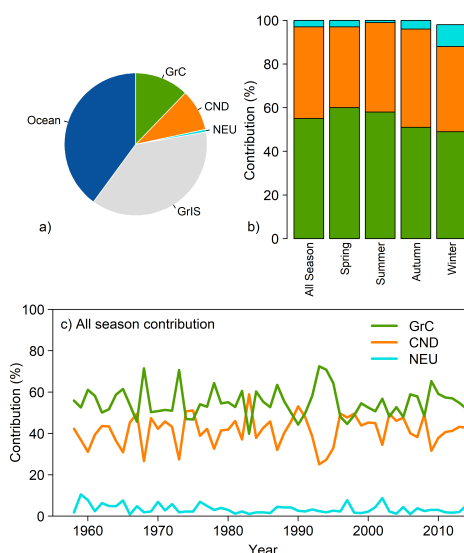 GrC
CND
NEU
Ocean
GrIS
a)
100
80
60
40
20
0
Contribution (%)
b)
All Season
Spring
Summer
Autumn
Winter
c) All season contribution
GrC
CND
NEU
100
80
60
40
20
0
Contribution (%)
1960
1970
1980
1990
2000
2010
Year